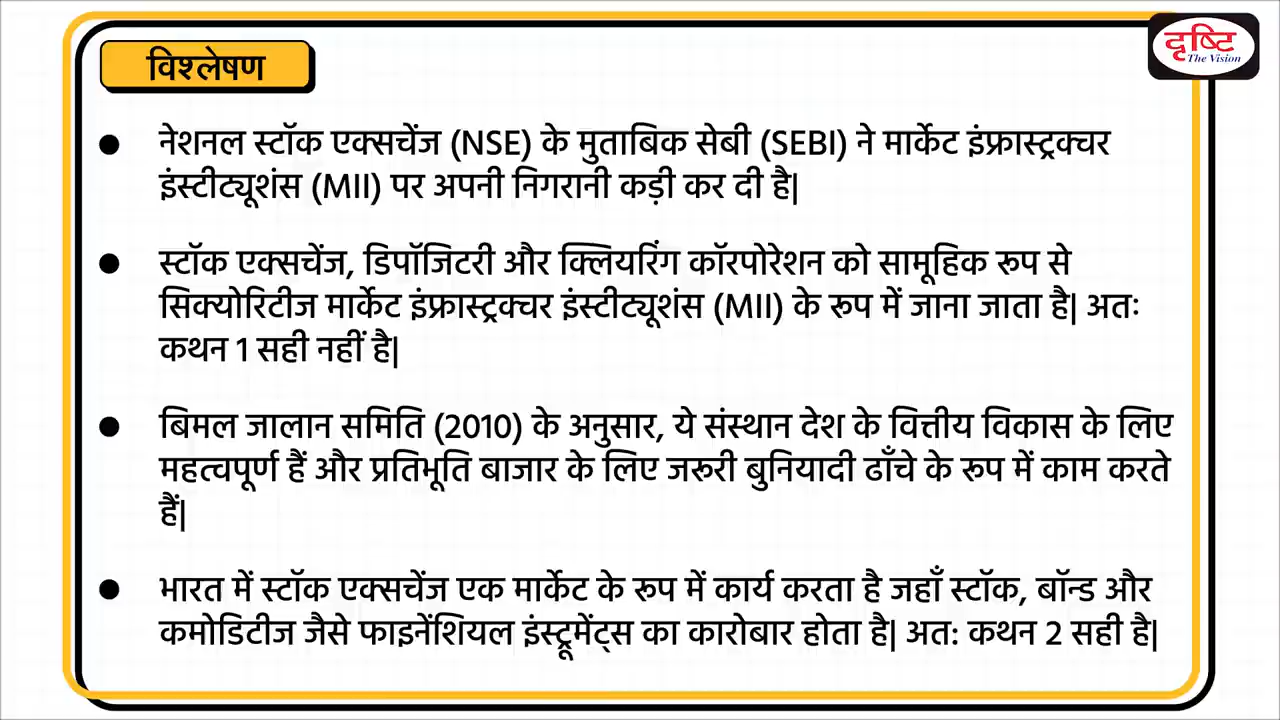 विश्लेषण
दृष्टि
The Vision
● नेशनल स्टॉक एक्सचेंज (NSE) के मुताबिक सेबी (SEBI) ने मार्केट इंफ्रास्ट्रक्चर
इंस्टीट्यूशंस (MII) पर अपनी निगरानी कड़ी कर दी है|
● स्टॉक एक्सचेंज, डिपॉजिटरी और क्लियरिंग कॉरपोरेशन को सामूहिक रूप से
सिक्योरिटीज मार्केट इंफ्रास्ट्रक्चर इंस्टीट्यूशंस (MII) के रूप में जाना जाता है| अतः
कथन 1 सही नहीं है|
● बिमल जालान समिति (2010) के अनुसार, ये संस्थान देश के वित्तीय विकास के लिए
महत्वपूर्ण हैं और प्रतिभूति बाजार के लिए जरूरी बुनियादी ढाँचे के रूप में काम करते
हैं|
● भारत में स्टॉक एक्सचेंज एक मार्केट के रूप में कार्य करता है जहाँ स्टॉक, बॉन्ड और
कमोडिटीज जैसे फाइनेंशियल इंस्ट्रूमेंट्स का कारोबार होता है| अत: कथन 2 सही है|